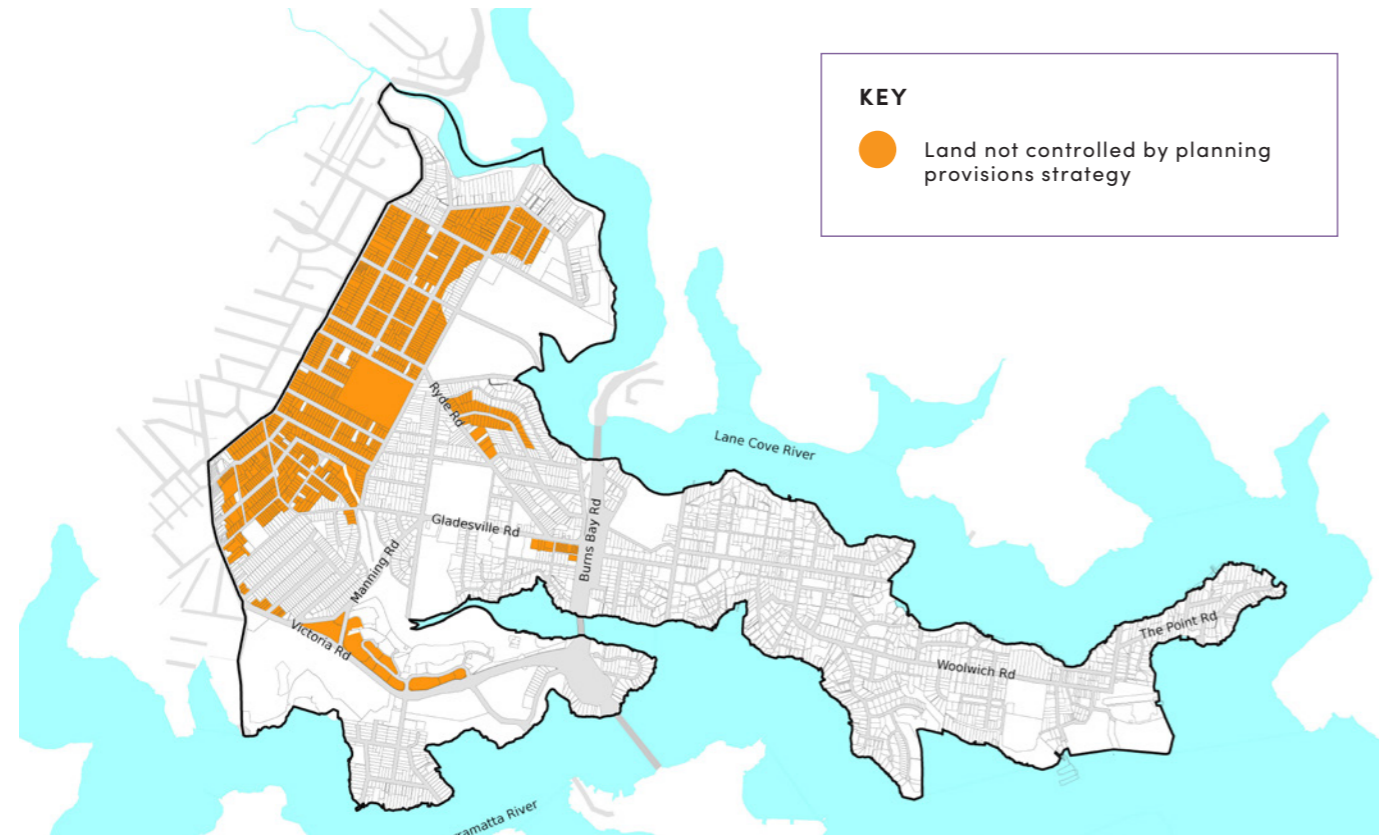 KEY
Land not controlled by planning
provisions strategy
Ryde Rd
Lane Cove River
Gladesville Rd
Burns Bay Rd
Manning Rd
Victoria Rd
The Point Rd
Woolwich Rd
ramatta River